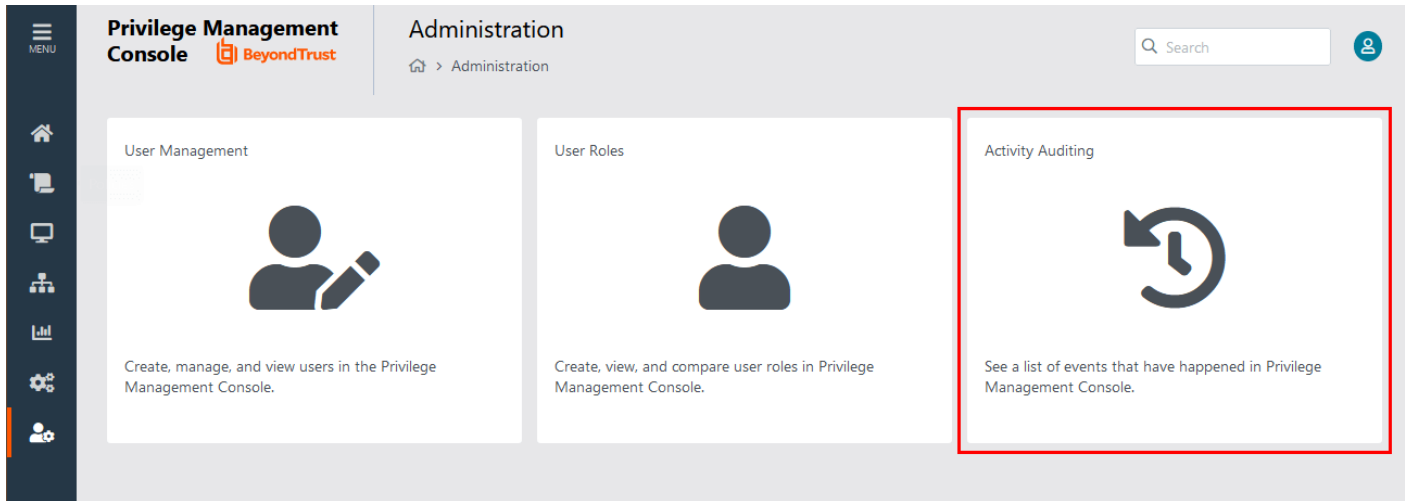 MENU
Privilege Management
Console BeyondTrust
Administration
> Administration
Search
User Management
Create, manage, and view users in the Privilege
Management Console.
User Roles
Create, view, and compare user roles in Privilege
Management Console.
Activity Auditing
See a list of events that have happened in Privilege
Management Console.